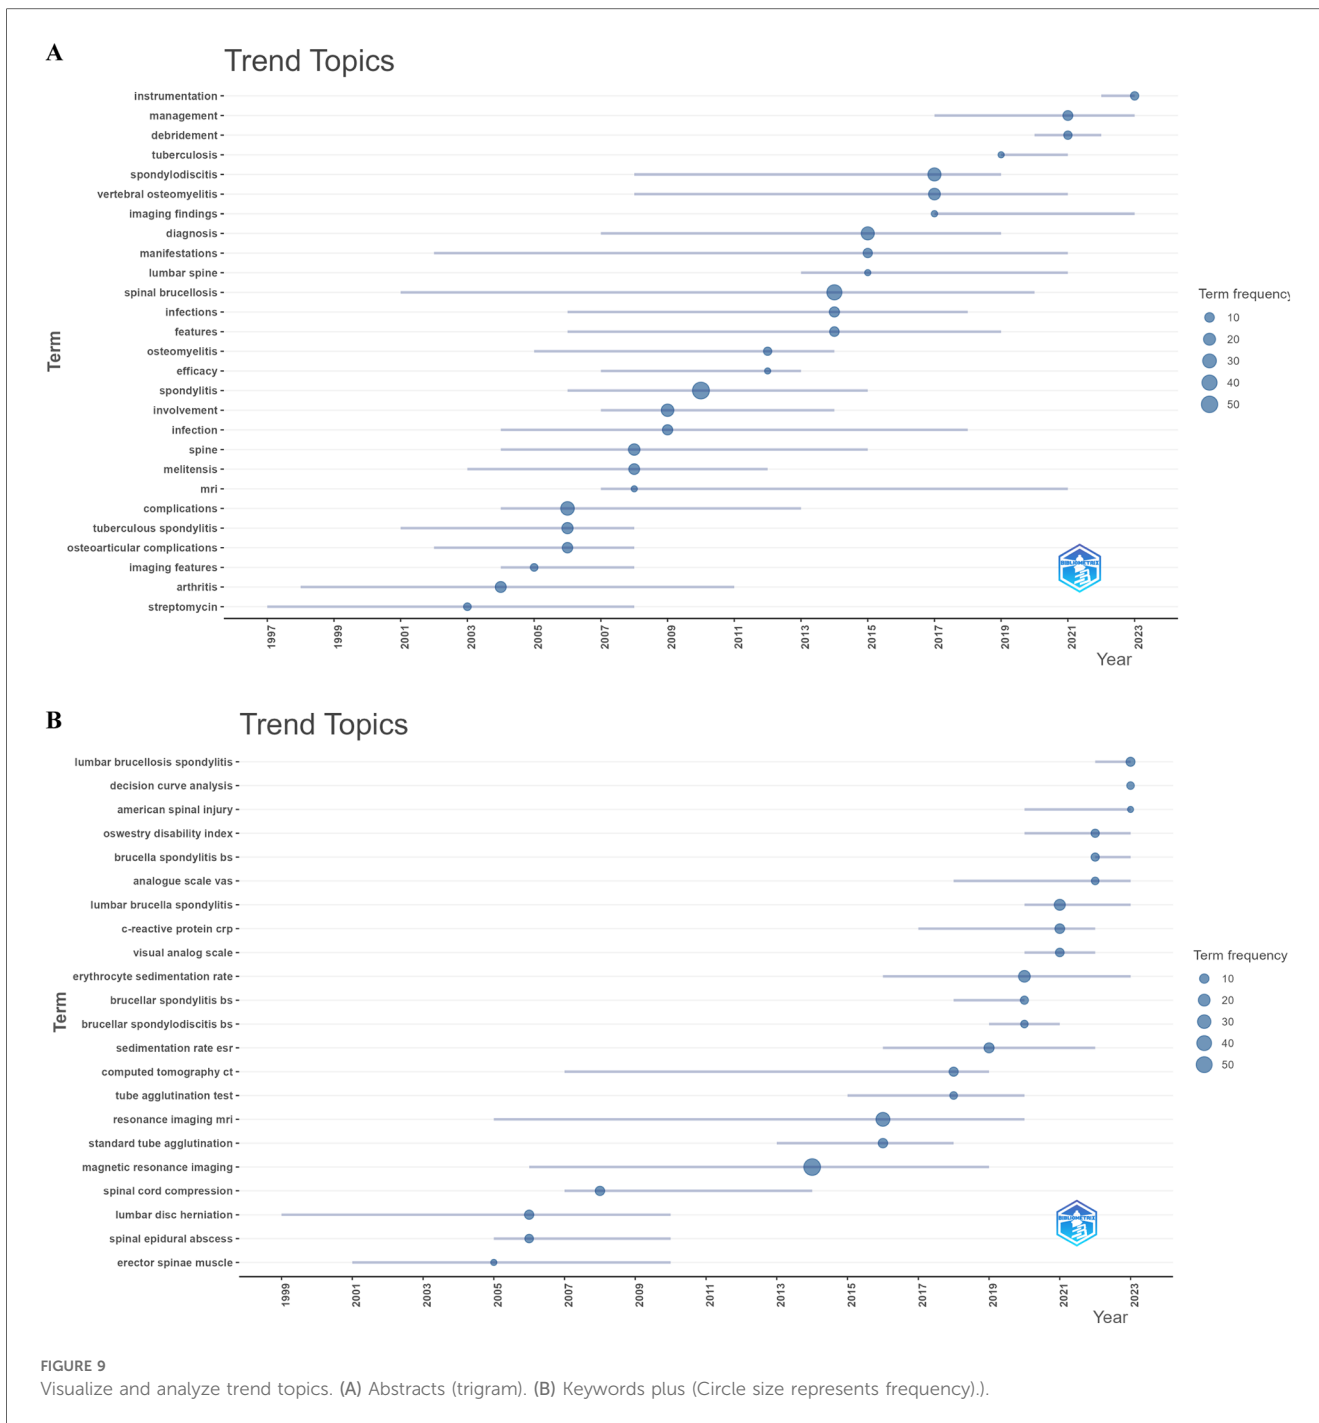 A
Trend Topics
instrumentation
management
debridement
tuberculosis
spondylodiscitis
vertebral osteomyelitis
imaging findings
diagnosis
manifestations
lumbar spine
spinal brucellosis
infections
features
osteomyelitis
efficacy
spondylitis
involvement
infection
spine
melitensis
mri
complications
tuberculous spondylitis
osteoarticular complications
imaging features
arthritis
streptomycin
Term
Term frequency
10
20
30
40
50
BIBLIOMETRIX
1997 1999 2001 2003 2005 2007 2009 2011 2013 2015 2017 2019 2021 2023
Year
B
Trend Topics
lumbar brucellosis spondylitis
decision curve analysis
american spinal injury
oswestry disability index
brucella spondylitis bs
analogue scale vas
lumbar brucella spondylitis
c-reactive protein crp
visual analog scale
erythrocyte sedimentation rate
brucellar spondylitis bs
brucellar spondylodiscitis bs
sedimentation rate esr
computed tomography ct
tube agglutination test
resonance imaging mri
standard tube agglutination
magnetic resonance imaging
spinal cord compression
lumbar disc herniation
spinal epidural abscess
erector spinae muscle
Term
Term frequency
10
20
30
40
50
BIBLIOMETRIX
1999 2001 2003 2005 2007 2009 2011 2013 2015 2017 2019 2021 2023
Year
FIGURE 9
Visualize and analyze trend topics. (A) Abstracts (trigram). (B) Keywords plus (Circle size represents frequency).).